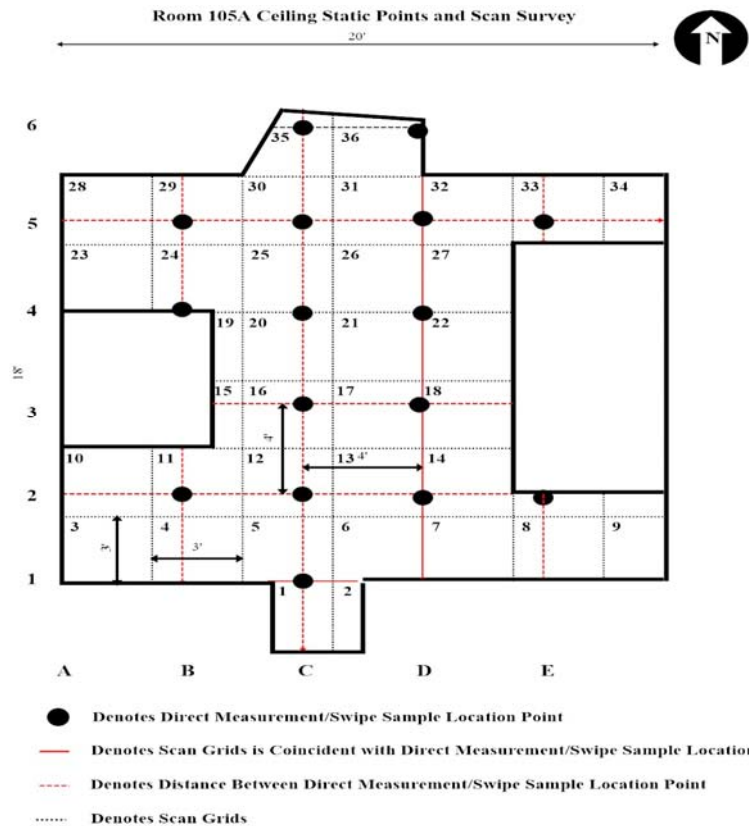 Room 105A Ceiling Static Points and Scan Survey
20'
N
6
35 36
28 29 30 31 32 33 34
5
23 24 25 26 27
4
19 20 21 22
18'
15 16 17 18
3
4'
10 11 12 13 4' 14
2
3 4 5 6 7 8 9
3'
3'
1
1 2
A B C D E
Denotes Direct Measurement/Swipe Sample Location Point
Denotes Scan Grids is Coincident with Direct Measurement/Swipe Sample Location
Denotes Distance Between Direct Measurement/Swipe Sample Location Point
Denotes Scan Grids